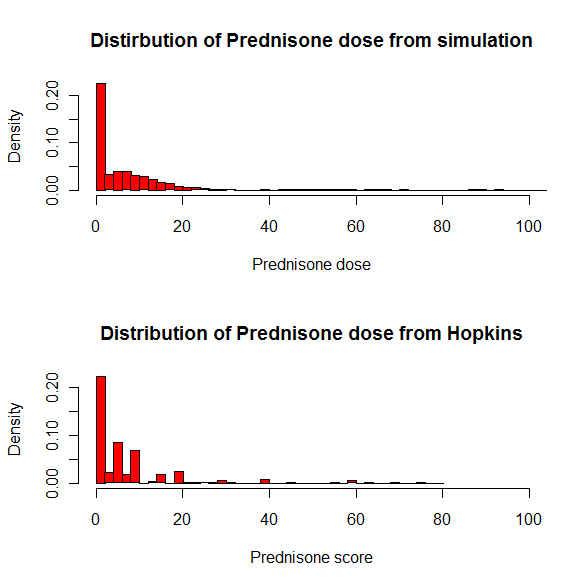 Distirbution of Prednisone dose from simulation
Density
0.00 0.10 0.20
0 20 40 60 80 100
Prednisone dose
Distribution of Prednisone dose from Hopkins
Density
0.00 0.10 0.20
0 20 40 60 80 100
Prednisone score